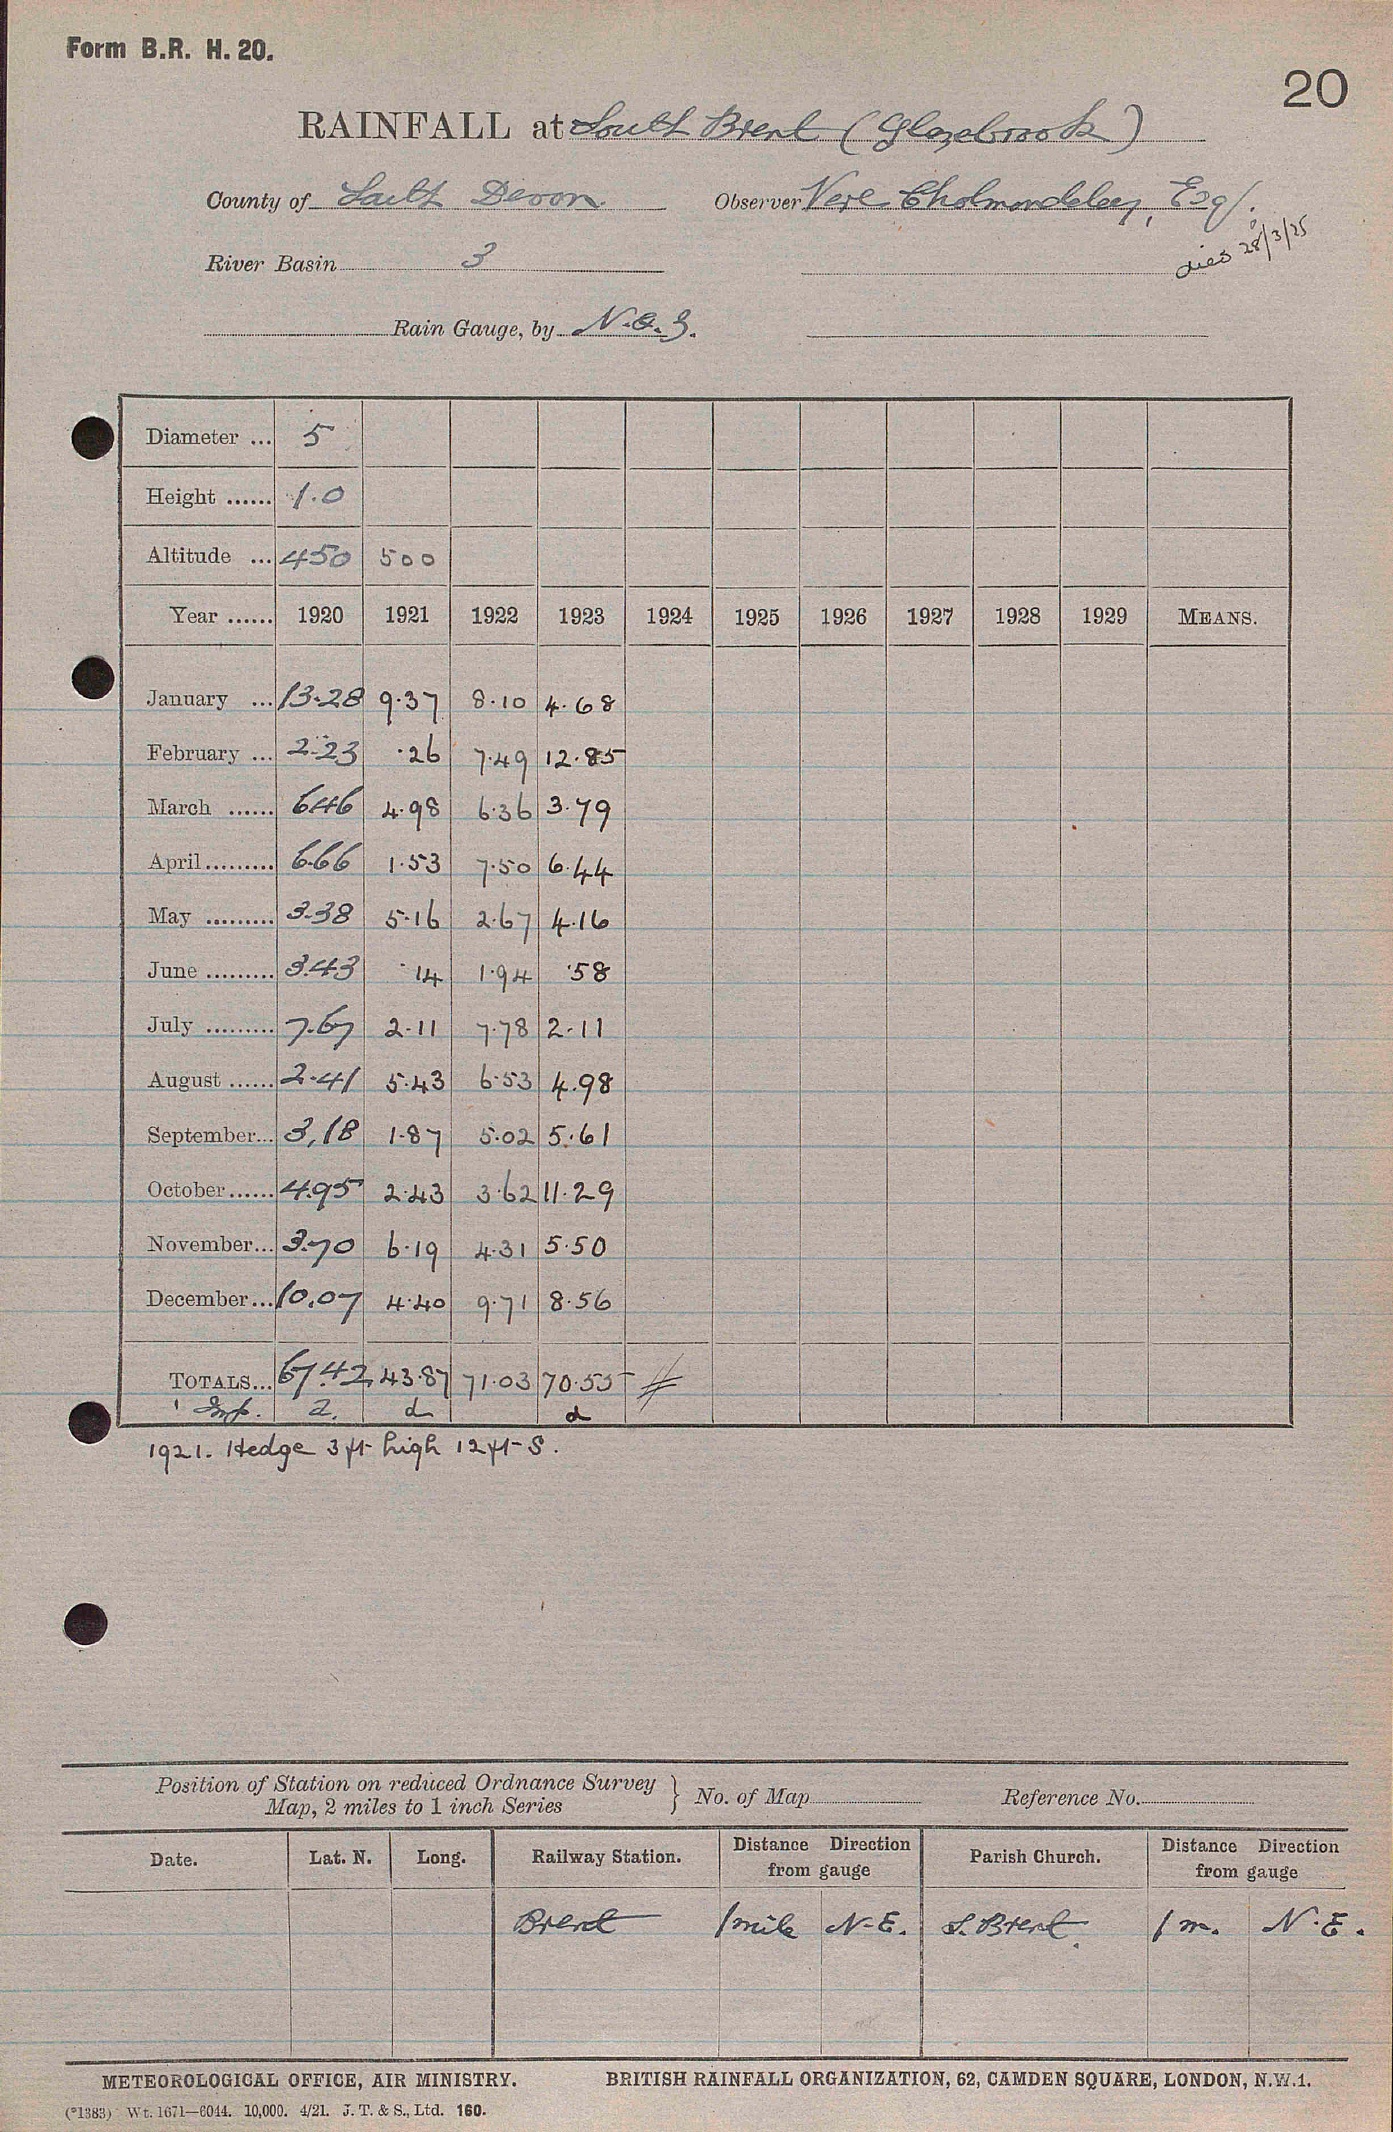 Form B.R. H. 20.
20
RAINFALL at South Brent (Glazebrook)
County of South Devon Observer Vere Cholmondeley, Esq/.
died 28/3/25
River Basin 3
Rain Gauge, by N. & Z.
Diameter ... 5
Height ...... 1.0
Altitude ... 450 500
Year ...... 1920 1921 1922 1923 1924 1925 1926 1927 1928 1929 MEANS.
January ... 13.28 9.37 8.10 4.68
February ... 2.23 .26 7.49 12.85
March ...... 6.46 4.98 6.36 3.79
April ......... 6.66 1.53 7.50 6.44
May ......... 3.38 5.16 2.67 4.16
June ......... 3.43 .14 1.94 .58
July ......... 7.67 2.11 7.78 2.11
August ...... 2.41 5.43 6.53 4.98
September... 3,18 1.87 5.02 5.61
October ...... 4.95 2.43 3.62 11.29
November... 3.70 6.19 4.31 5.50
December ... 10.07 4.40 9.71 8.56
TOTALS... 67.42 43.87 71.03 70.55
d d
1921. Hedge 3 ft high 12 ft S.
Position of Station on reduced Ordnance Survey
Map, 2 miles to 1 inch Series } No. of Map Reference No.
Date. Lat. N. Long. Railway Station. Distance Direction from gauge Parish Church. Distance Direction from gauge
Brent 1 mile N-E. S. Brent 1 m. N.E.
METEOROLOGICAL OFFICE, AIR MINISTRY. BRITISH RAINFALL ORGANIZATION, 62, CAMDEN SQUARE, LONDON, N.W.1.
(*1383) Wt. 1671—6044. 10,000. 4/21. J. T. & S., Ltd. 160.